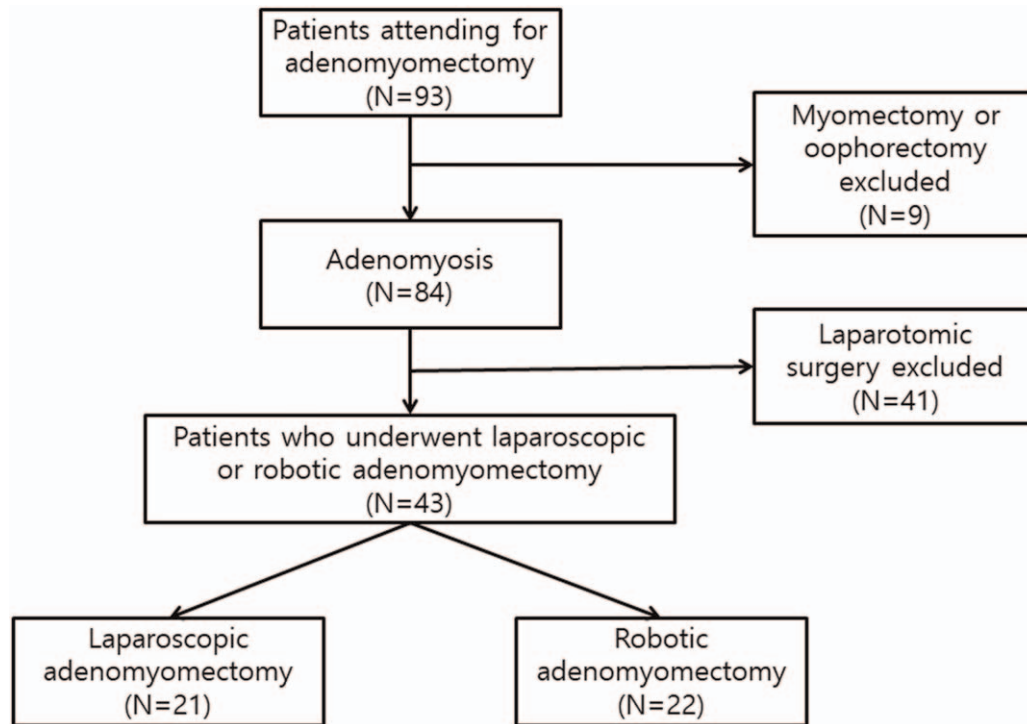 Patients attending for
adenomyomectomy
(N=93)
Myomectomy or
oophorectomy
excluded
(N=9)
Adenomyosis
(N=84)
Laparotomic
surgery excluded
(N=41)
Patients who underwent laparoscopic
or robotic adenomyomectomy
(N=43)
Laparoscopic
adenomyomectomy
(N=21)
Robotic
adenomyomectomy
(N=22)